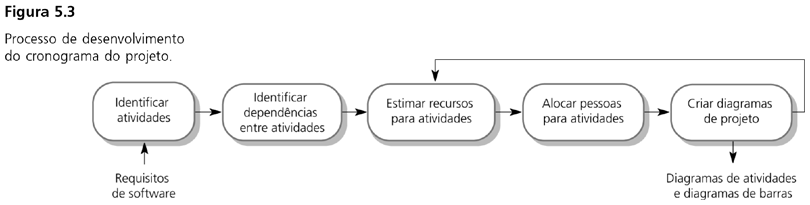 Figura 5.3
Processo de desenvolvimento
do cronograma do projeto.
Identificar
atividades
Identificar
dependências
entre atividades
Estimar recursos
para atividades
Alocar pessoas
para atividades
Criar diagramas
de projeto
Requisitos
de software
Diagramas de atividades
e diagramas de barras